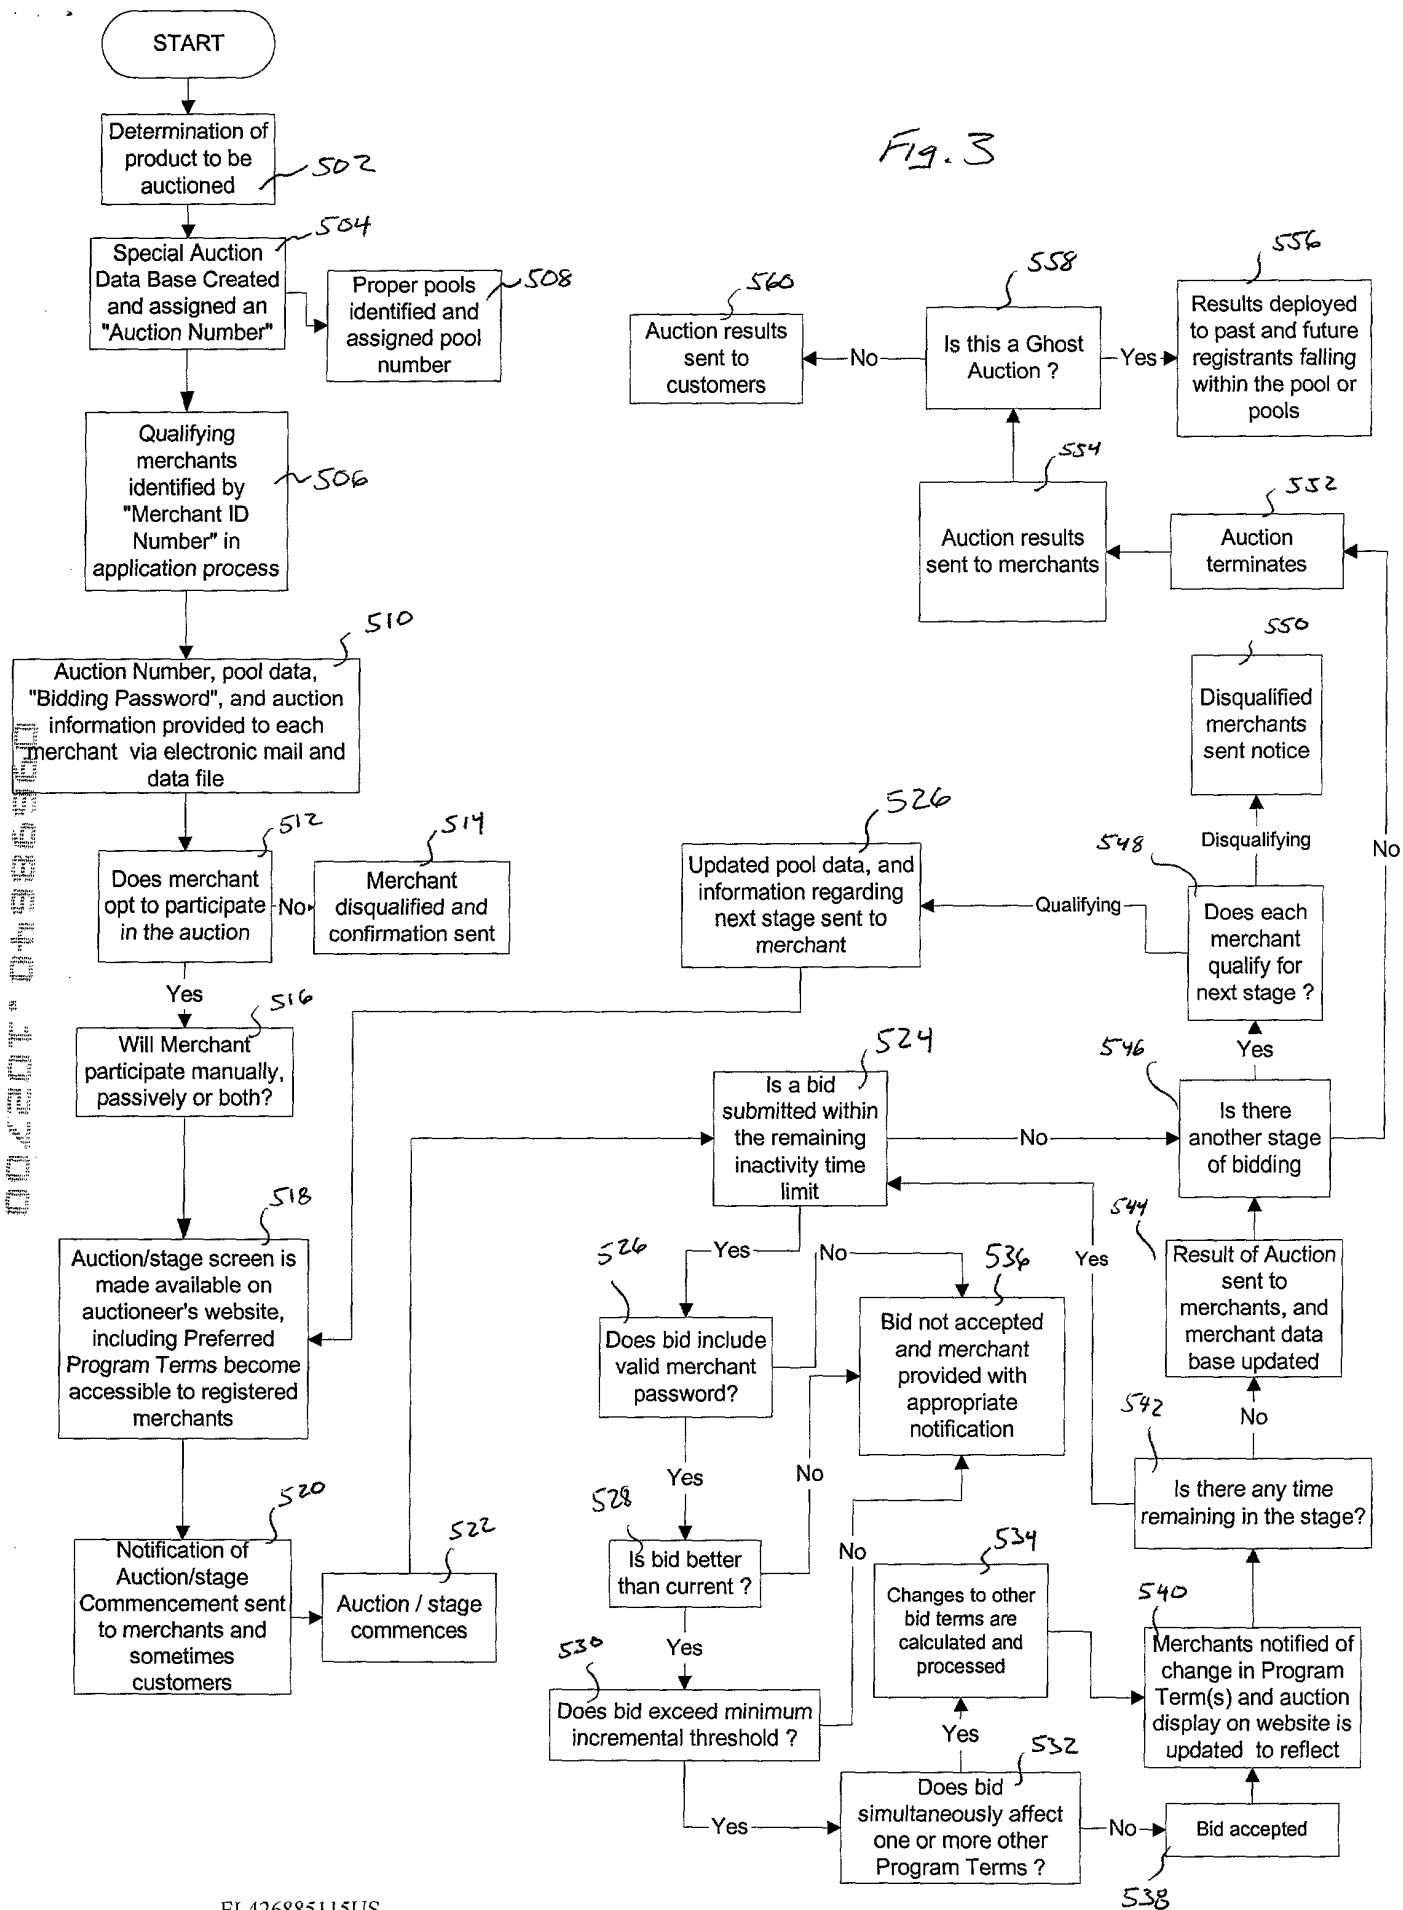 START
Determination of
product to be
auctioned
502
Fig. 3
504
Special Auction
Data Base Created
and assigned an
"Auction Number"
Proper pools
identified and
assigned pool
number
508
Qualifying
merchants
identified by
"Merchant ID
Number" in
application process
506
510
Auction Number, pool data,
"Bidding Password", and auction
information provided to each
merchant via electronic mail and
data file
512
Does merchant
opt to participate
in the auction
No
514
Merchant
disqualified and
confirmation sent
Yes
516
Will Merchant
participate manually,
passively or both?
518
Auction/stage screen is
made available on
auctioneer's website,
including Preferred
Program Terms become
accessible to registered
merchants
520
Notification of
Auction/stage
Commencement sent
to merchants and
sometimes
customers
522
Auction / stage
commences
524
Is a bid
submitted within
the remaining
inactivity time
limit
No
Yes
526
Does bid include
valid merchant
password?
No
Yes
528
Is bid better
than current ?
No
Yes
530
Does bid exceed minimum
incremental threshold ?
No
Yes
532
Does bid
simultaneously affect
one or more other
Program Terms ?
Yes
No
534
Changes to other
bid terms are
calculated and
processed
536
Bid not accepted
and merchant
provided with
appropriate
notification
Bid accepted
538
540
Merchants notified of
change in Program
Term(s) and auction
display on website is
updated to reflect
542
Is there any time
remaining in the stage?
Yes
No
544
Result of Auction
sent to
merchants, and
merchant data
base updated
546
Is there
another stage
of bidding
Yes
No
548
Does each
merchant
qualify for
next stage ?
Qualifying
526
Updated pool data, and
information regarding
next stage sent to
merchant
Disqualifying
550
Disqualified
merchants
sent notice
552
Auction
terminates
554
Auction results
sent to merchants
558
Is this a Ghost
Auction ?
No
Yes
560
Auction results
sent to
customers
556
Results deployed
to past and future
registrants falling
within the pool or
pools